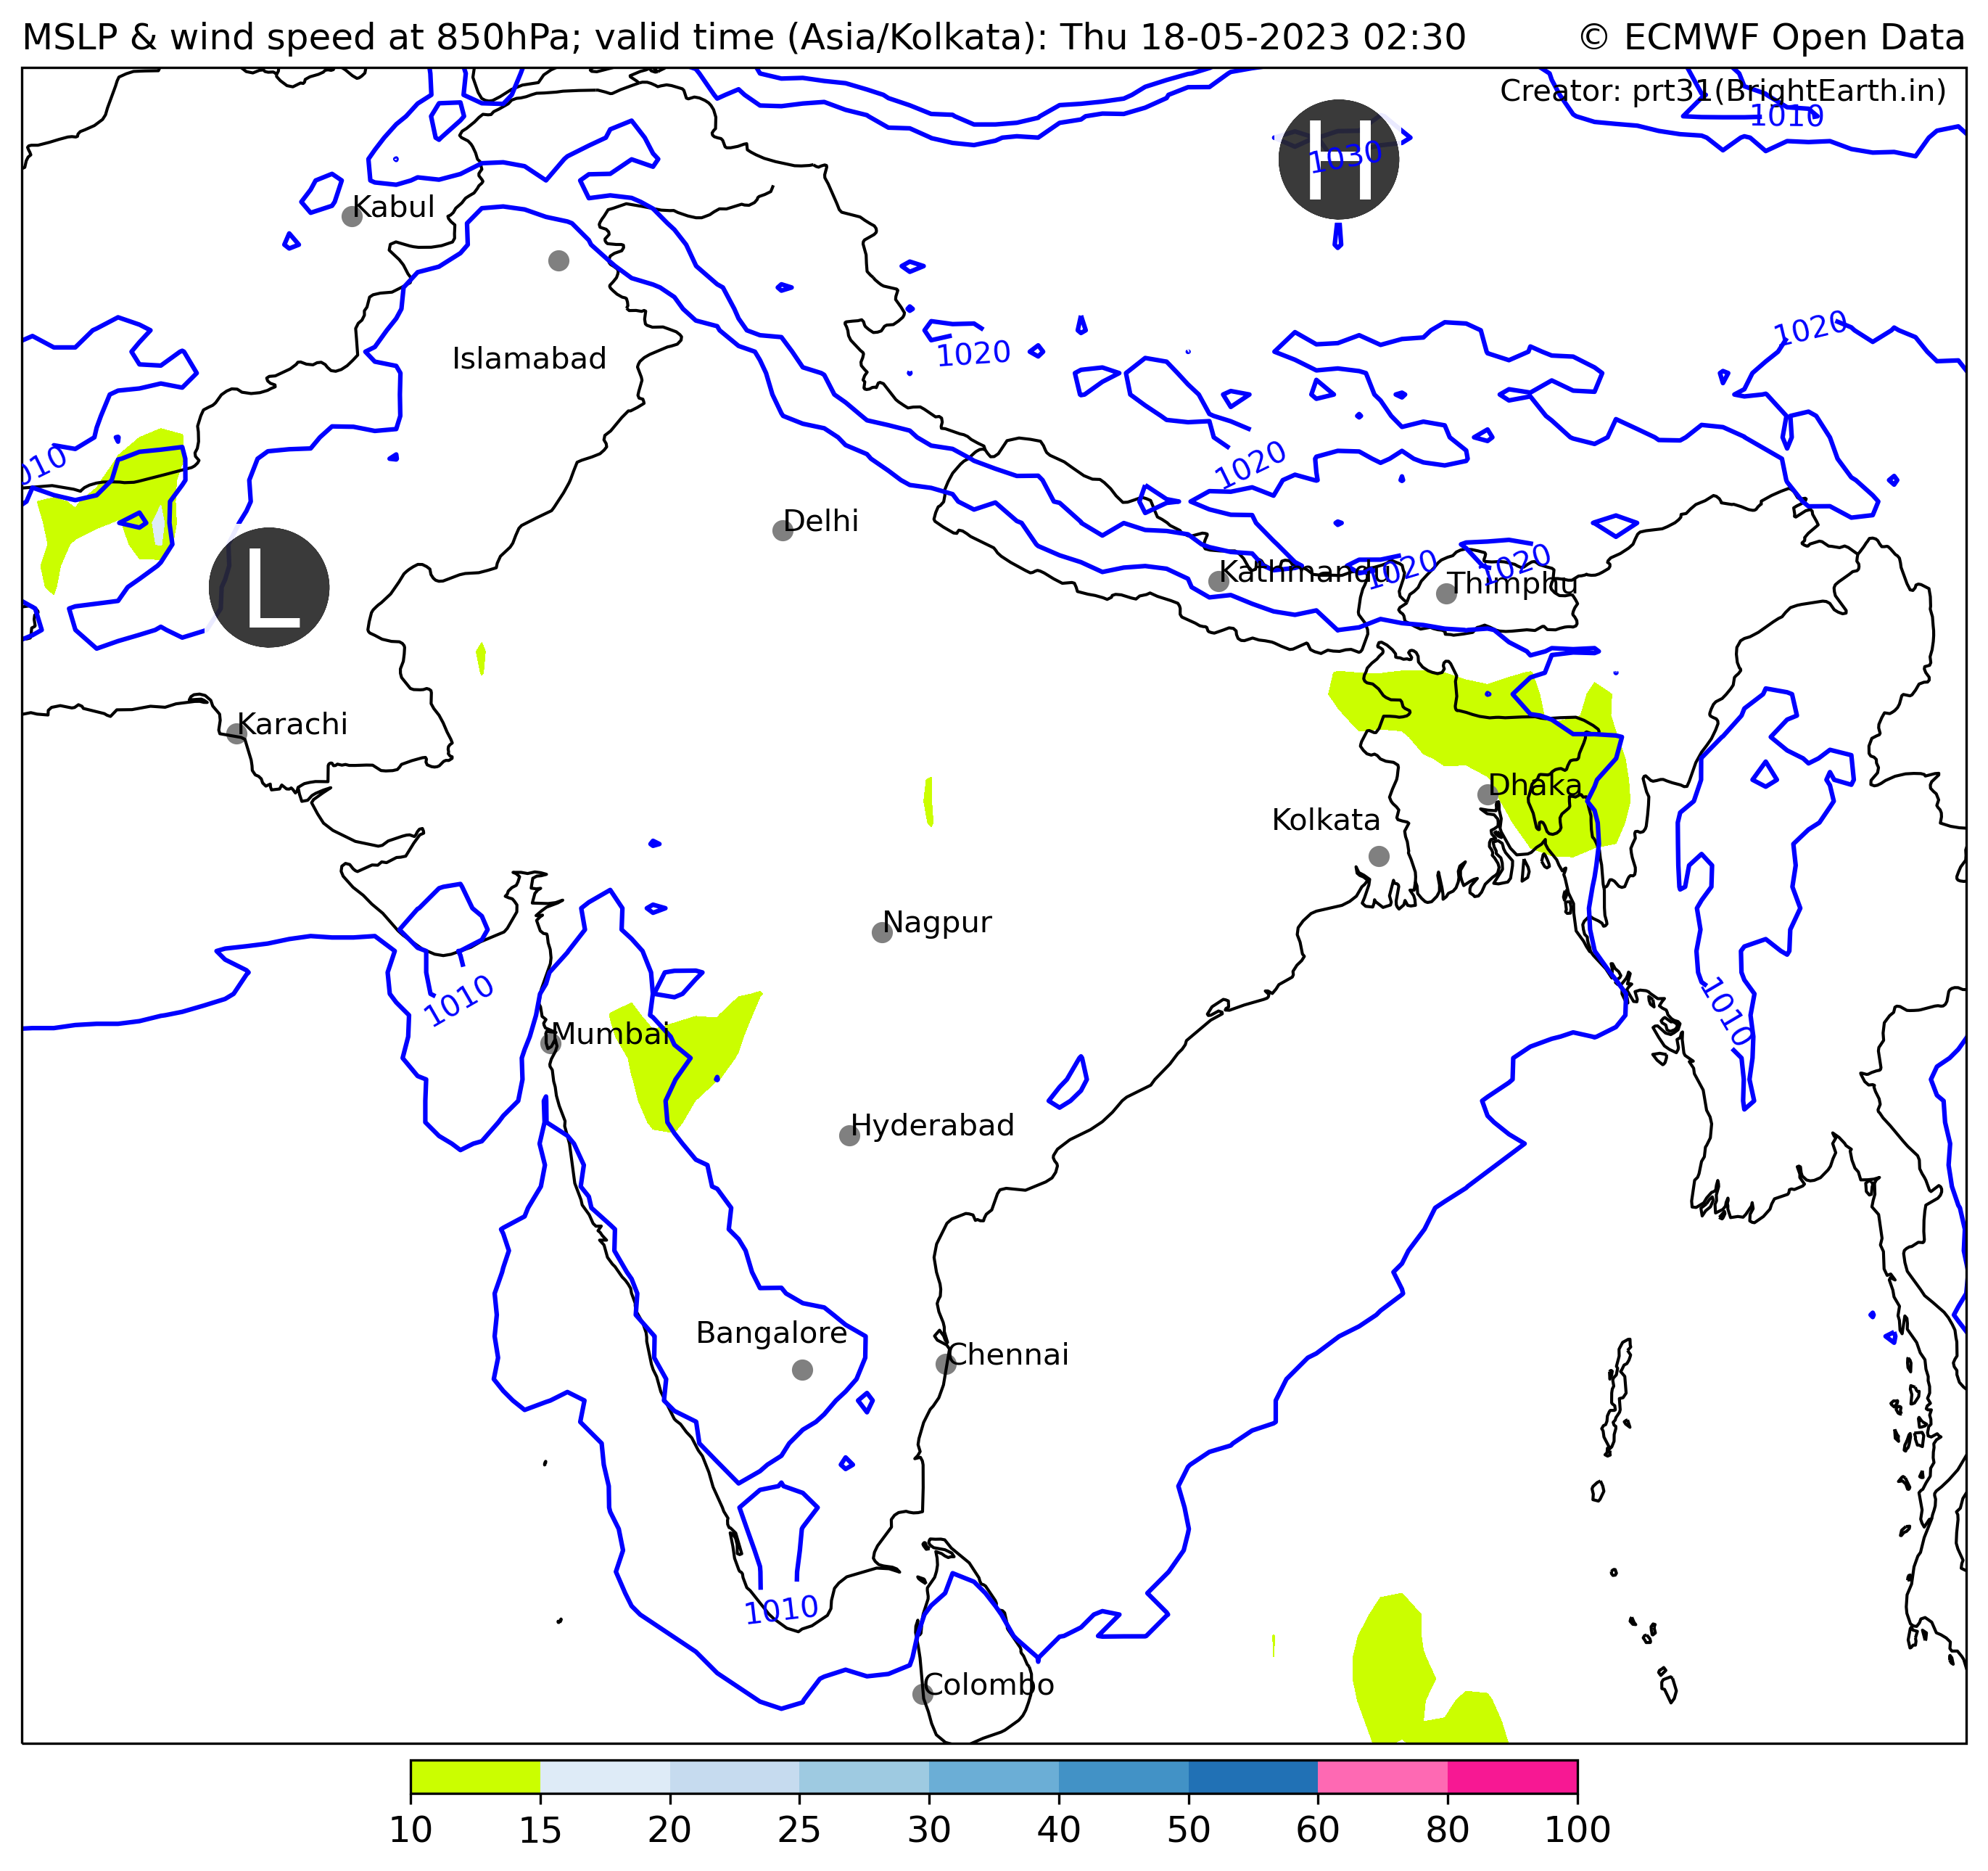 MSLP & wind speed at 850hPa; valid time (Asia/Kolkata): Thu 18-05-2023 02:30
© ECMWF Open Data
Creator: prt31(BrightEarth.in)
1010
H
1030
Kabul
1020
1020
Islamabad
010
1020
Delhi
L
Kathmandu
1020
1020
Thimphu
Karachi
Dhaka
Kolkata
Nagpur
1010
1010
Mumbai
Hyderabad
Bangalore
Chennai
1010
Colombo
10 15 20 25 30 40 50 60 80 100